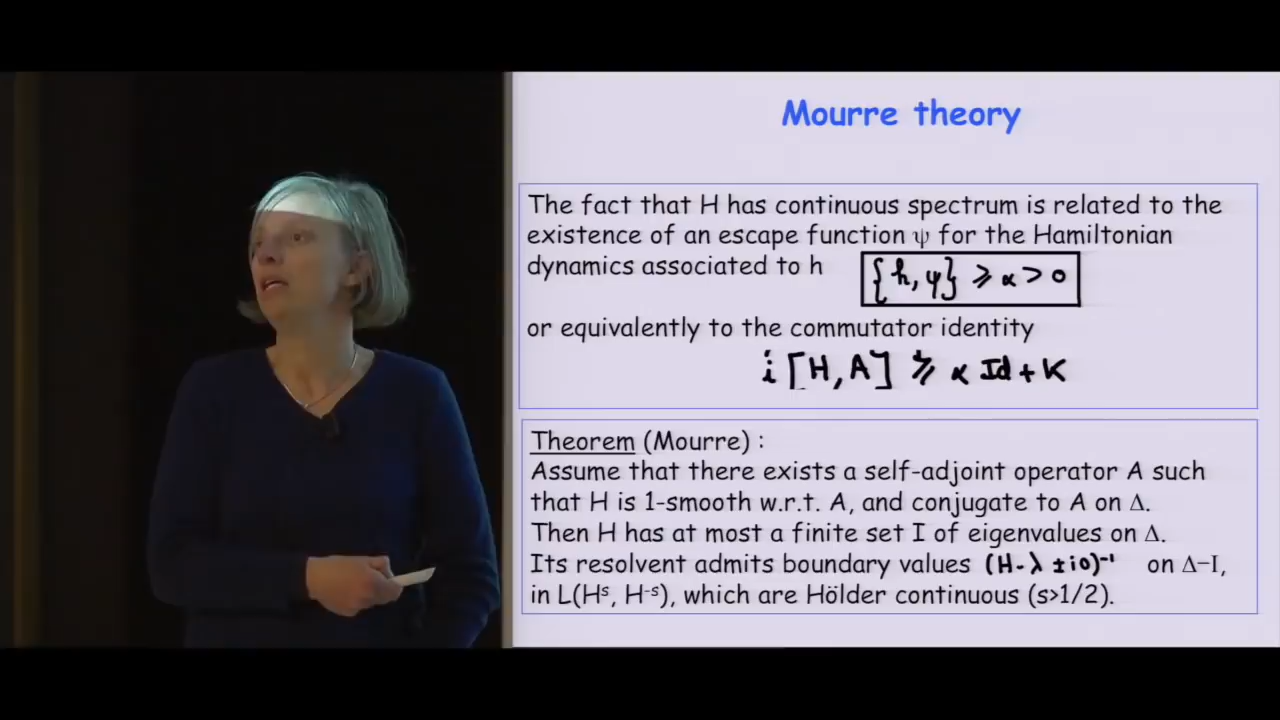 Mourre theory
The fact that H has continuous spectrum is related to the
existence of an escape function ψ for the Hamiltonian
dynamics associated to h {h, ψ} ≥ α > 0
or equivalently to the commutator identity
i [H, A] ≥ α Id + K
Theorem (Mourre) :
Assume that there exists a self-adjoint operator A such
that H is 1-smooth w.r.t. A, and conjugate to A on Δ.
Then H has at most a finite set I of eigenvalues on Δ.
Its resolvent admits boundary values (H-λ±i0)⁻¹ on Δ-I,
in L(Hˢ, H⁻ˢ), which are Hölder continuous (s>1/2).